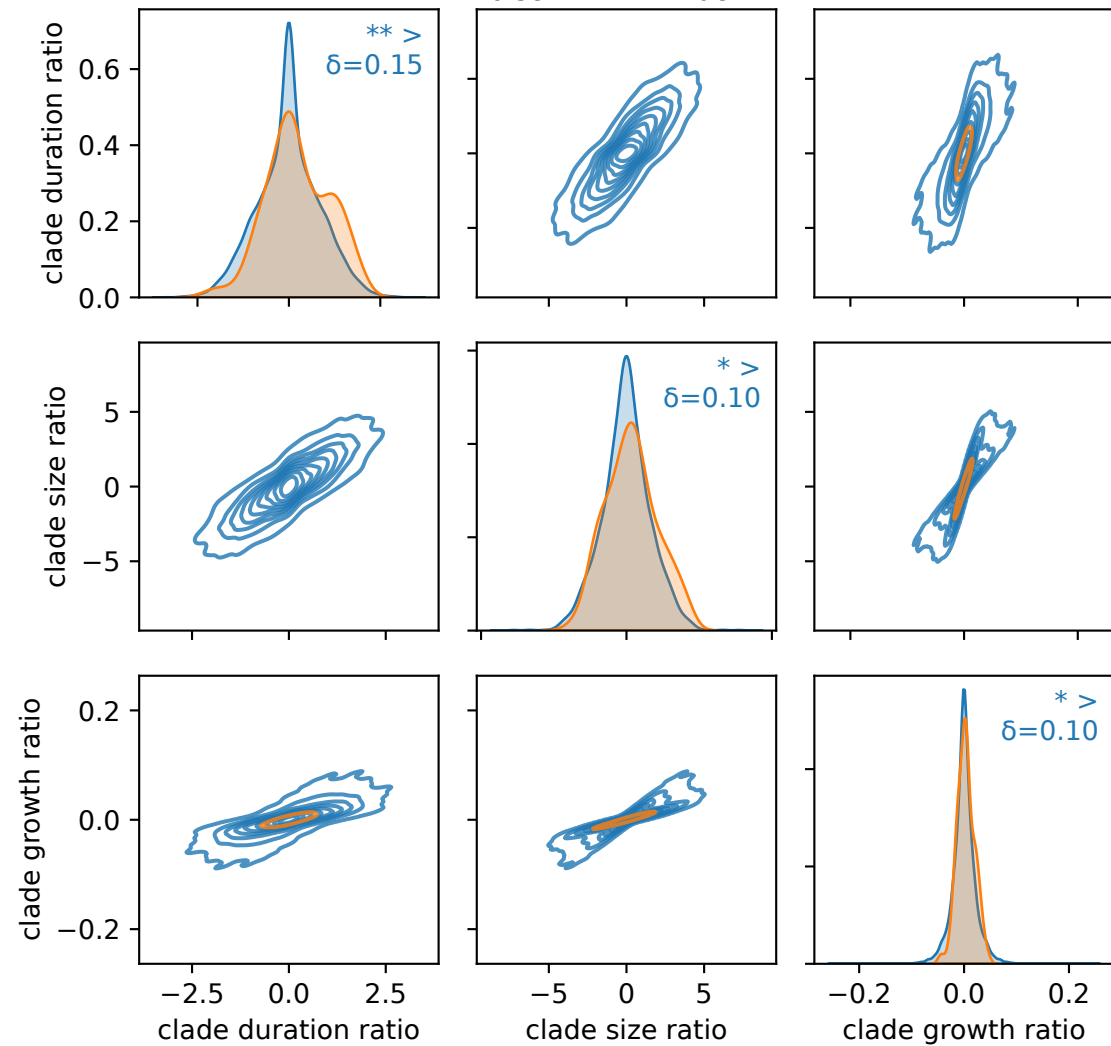 clade duration ratio
0.6
0.4
0.2
0.0
** >
δ=0.15
clade size ratio
5
0
−5
* >
δ=0.10
clade growth ratio
0.2
0.0
−0.2
* >
δ=0.10
−2.5 0.0 2.5
−5 0 5
−0.2 0.0 0.2
clade duration ratio
clade size ratio
clade growth ratio